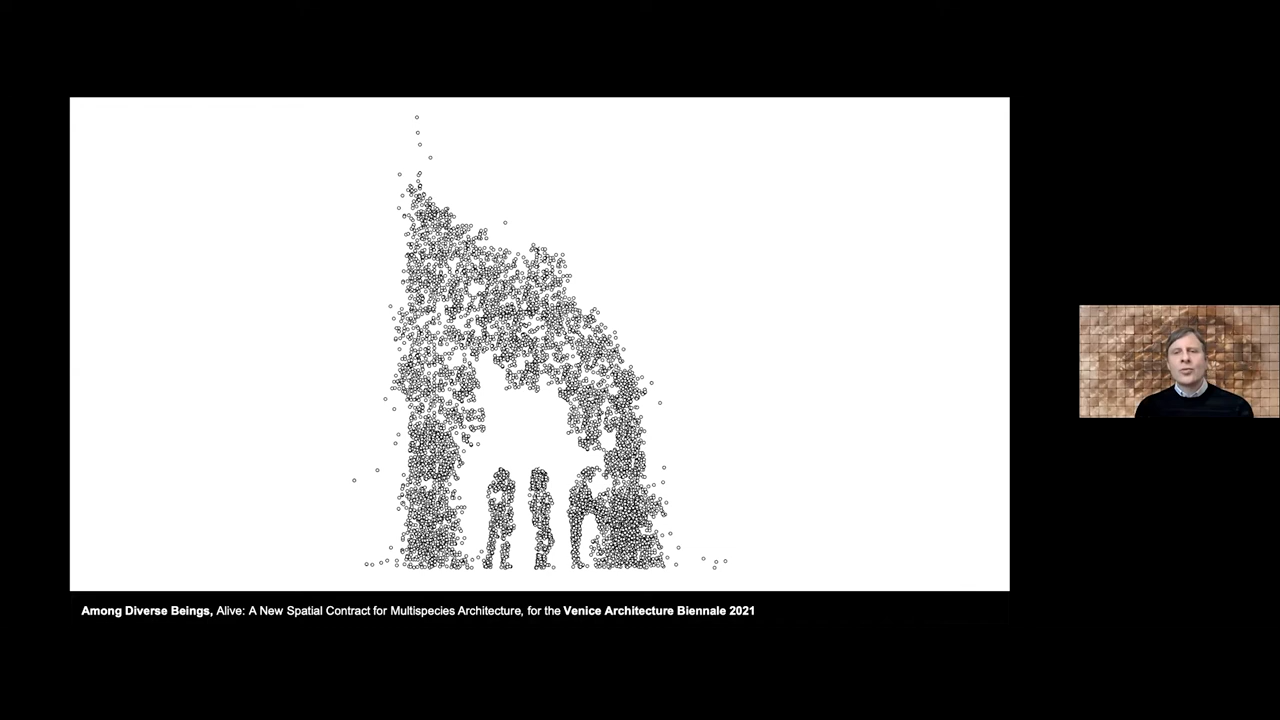 Among Diverse Beings, Alive: A New Spatial Contract for Multispecies Architecture, for the Venice Architecture Biennale 2021